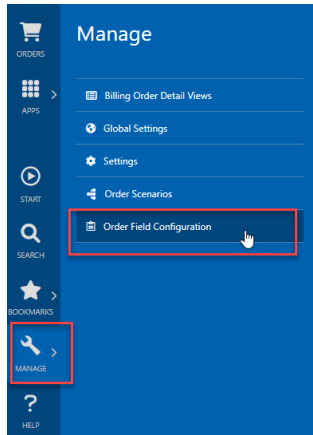 Manage
ORDERS
APPS
START
SEARCH
BOOKMARKS
MANAGE
HELP
Billing Order Detail Views
Global Settings
Settings
Order Scenarios
Order Field Configuration